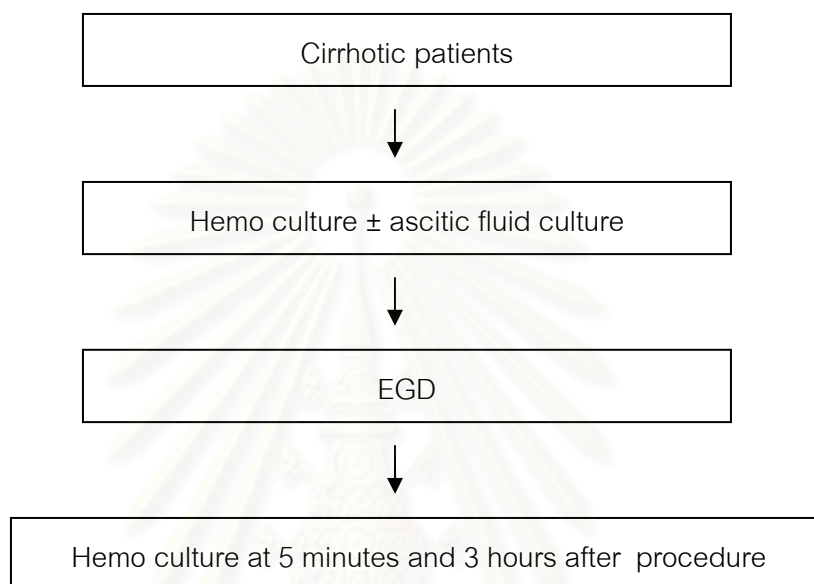 Cirrhotic patients
Hemo culture ± ascitic fluid culture
EGD
Hemo culture at 5 minutes and 3 hours after procedure